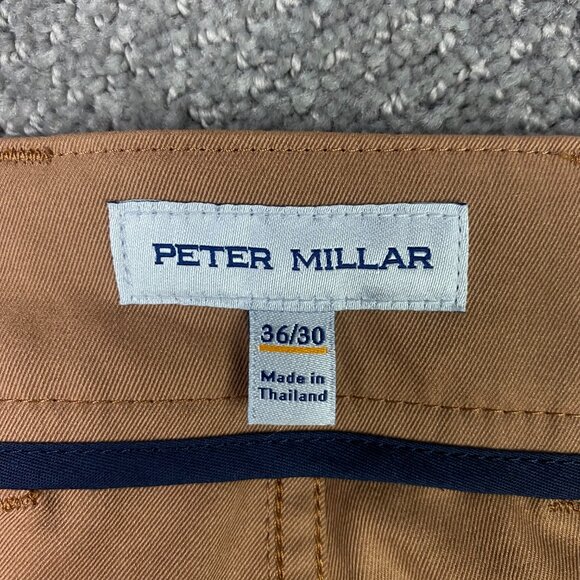 PETER MILLAR
36/30
Made in
Thailand